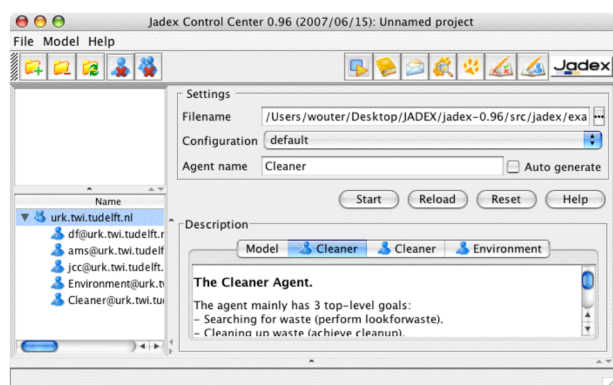 Jadex Control Center 0.96 (2007/06/15): Unnamed project
File Model Help
Jadex
Settings
Filename /Users/wouter/Desktop/JADEX/jadex-0.96/src/jadex/exa ...
Configuration default
Agent name Cleaner Auto generate
Start Reload Reset Help
Name
urk.twi.tudelft.nl
df@urk.twi.tudelft.r
ams@urk.twi.tudelf
jcc@urk.twi.tudelft.
Environment@urk.t
Cleaner@urk.twi.tu
Description
Model Cleaner Cleaner Environment
The Cleaner Agent.
The agent mainly has 3 top-level goals:
- Searching for waste (perform lookforwaste).
- Cleaning up waste (achieve cleanup).